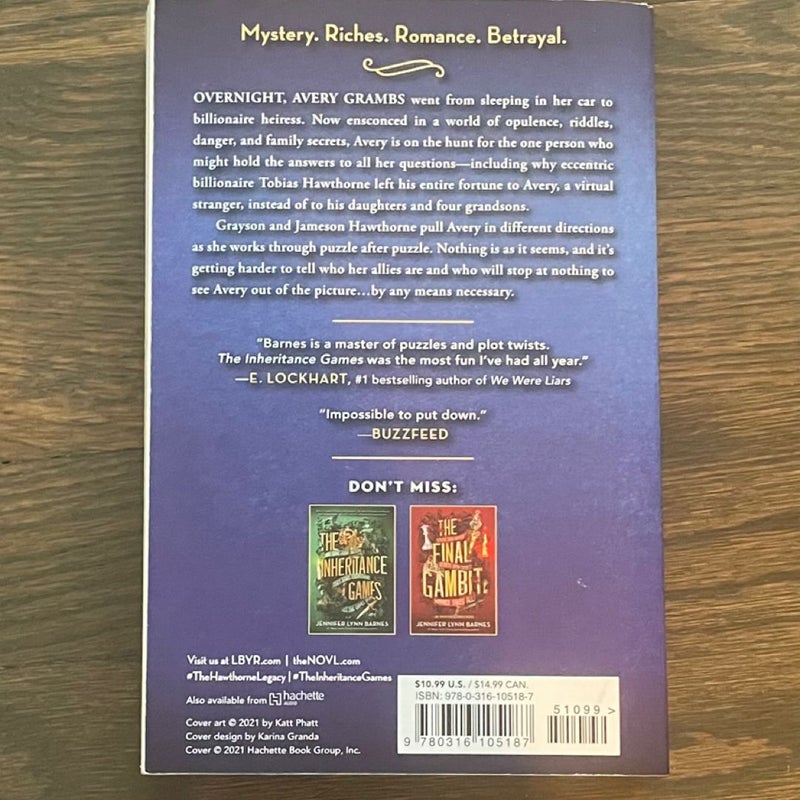 Mystery. Riches. Romance. Betrayal.
OVERNIGHT, AVERY GRAMBS went from sleeping in her car to
billionaire heiress. Now ensconced in a world of opulence, riddles,
danger, and family secrets, Avery is on the hunt for the one person who
might hold the answers to all her questions—including why eccentric
billionaire Tobias Hawthorne left his entire fortune to Avery, a virtual
stranger, instead of to his daughters and four grandsons.
Grayson and Jameson Hawthorne pull Avery in different directions
as she works through puzzle after puzzle. Nothing is as it seems, and it's
getting harder to tell who her allies are and who will stop at nothing to
see Avery out of the picture...by any means necessary.
"Barnes is a master of puzzles and plot twists.
The Inheritance Games was the most fun I've had all year."
—E. LOCKHART, #1 bestselling author of We Were Liars
"Impossible to put down."
—BUZZFEED
DON'T MISS:
THE
INHERITANCE
GAMES
JENNIFER LYNN BARNES
THE
FINAL
GAMBIT
JENNIFER LYNN BARNES
Visit us at LBYR.com | theNOVL.com
#TheHawthorneLegacy | #TheInheritanceGames
Also available from hachette
AUDIO
Cover art © 2021 by Katt Phatt
Cover design by Karina Granda
Cover © 2021 Hachette Book Group, Inc.
$10.99 U.S. / $14.99 CAN.
ISBN: 978-0-316-10518-7
51099 >
9 780316 105187